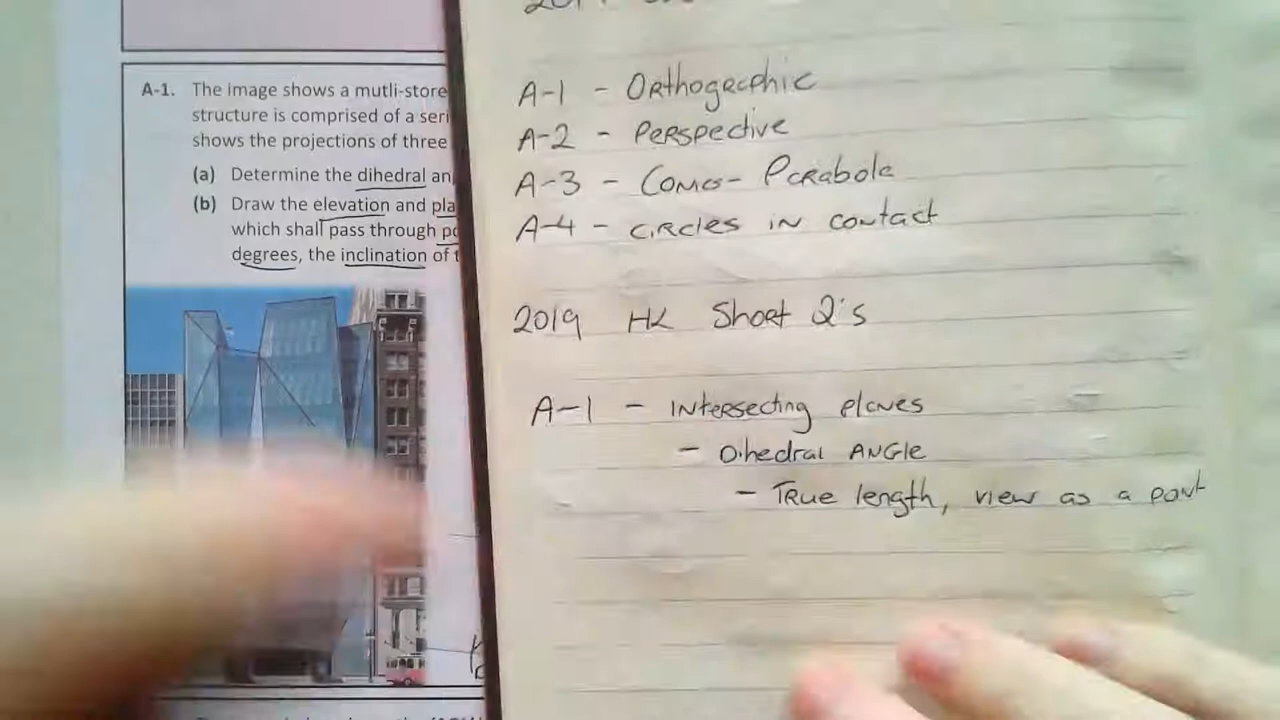 A-1. The image shows a mutli-store
structure is comprised of a seri
shows the projections of three
(a) Determine the dihedral an
(b) Draw the elevation and pla
which shall pass through po
degrees, the inclination of t
A-1 - Orthogrcphic
A-2 - Perspective
A-3 - Conics - Parabola
A-4 - circles in contact
2019 HL Short Q's
A-1 - Intersecting planes
- Dihedral ANGLE
- True length, view as a point